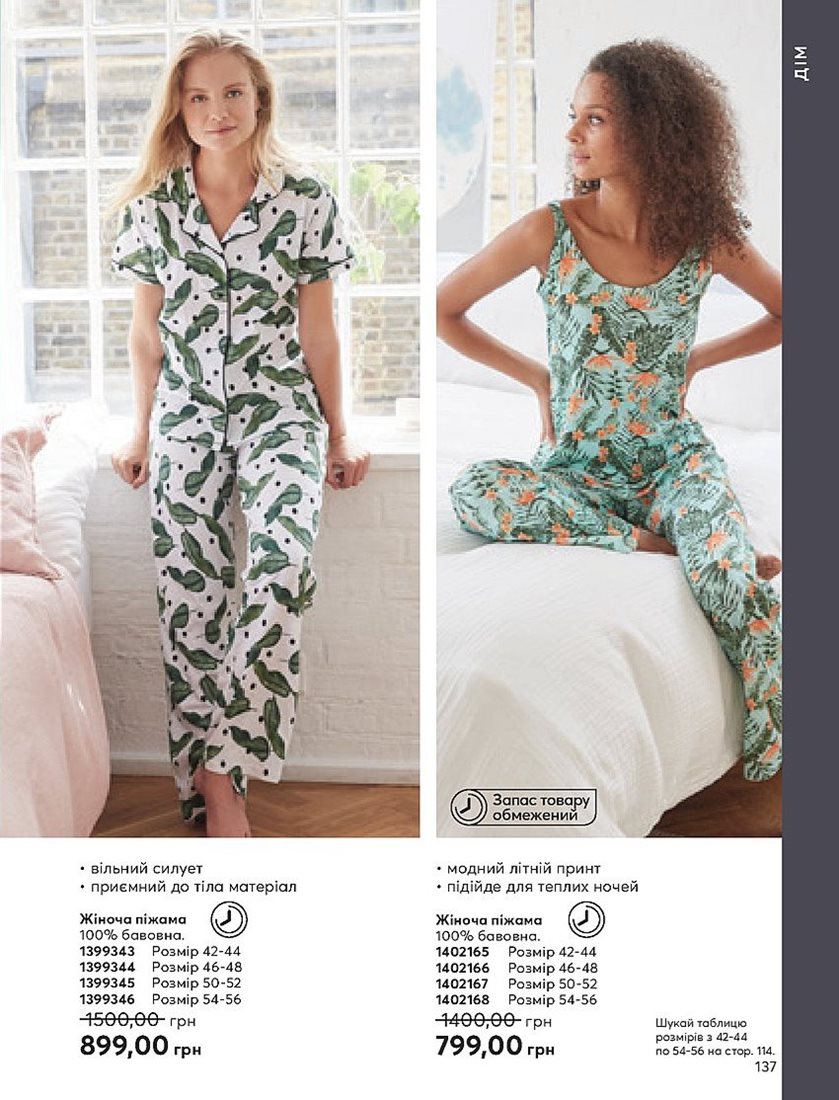 ДІМ
Запас товару
обмежений
• вільний силует
• приємний до тіла матеріал
Жіноча піжама
100% бавовна.
1399343 Розмір 42-44
1399344 Розмір 46-48
1399345 Розмір 50-52
1399346 Розмір 54-56
1500,00 грн
899,00 грн
• модний літній принт
• підійде для теплих ночей
Жіноча піжама
100% бавовна.
1402165 Розмір 42-44
1402166 Розмір 46-48
1402167 Розмір 50-52
1402168 Розмір 54-56
1400,00 грн
799,00 грн
Шукай таблицю
розмірів з 42-44
по 54-56 на стор. 114.
137